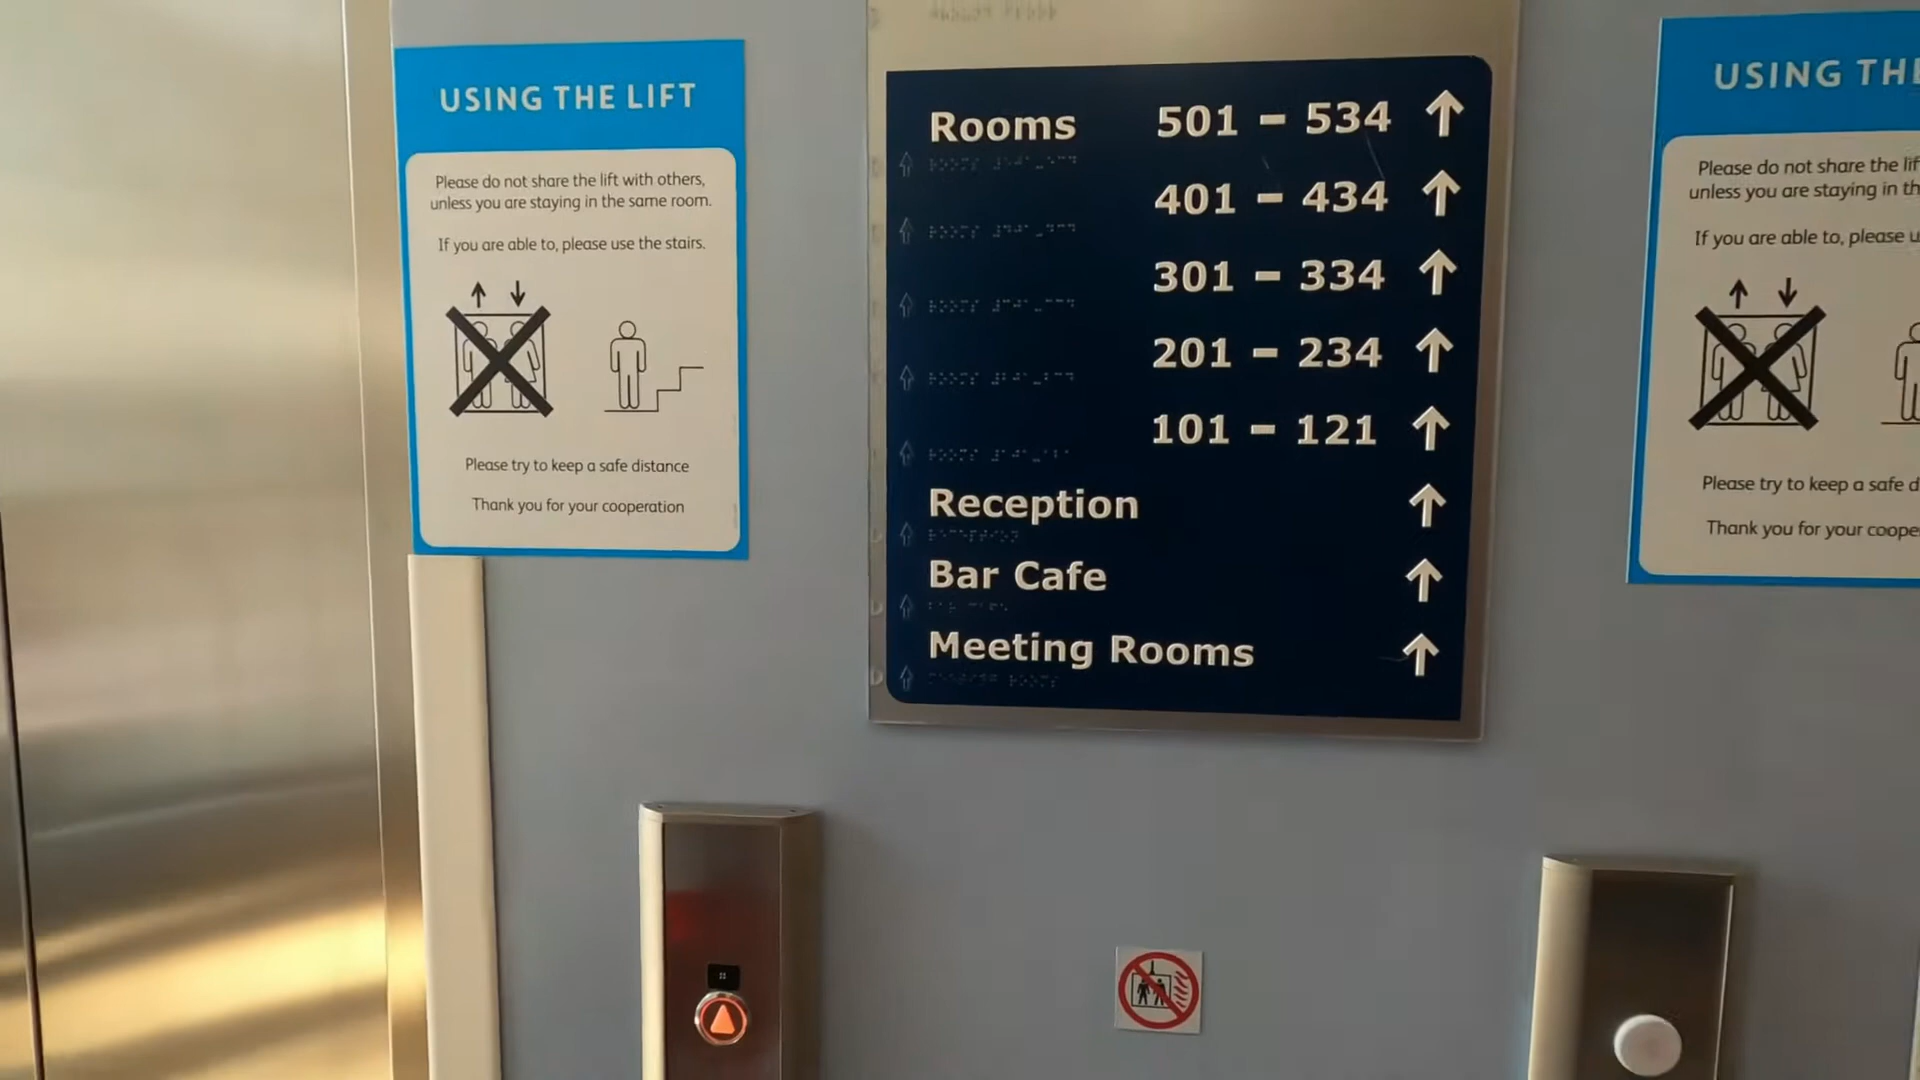 USING THE LIFT
Please do not share the lift with others,
unless you are staying in the same room.
If you are able to, please use the stairs.
Please try to keep a safe distance
Thank you for your cooperation
Rooms 501 – 534 ↑
401 – 434 ↑
301 – 334 ↑
201 – 234 ↑
101 – 121 ↑
Reception ↑
Bar Cafe ↑
Meeting Rooms ↑
USING THE
Please do not share the lif
unless you are staying in th
If you are able to, please u
Please try to keep a safe d
Thank you for your coope